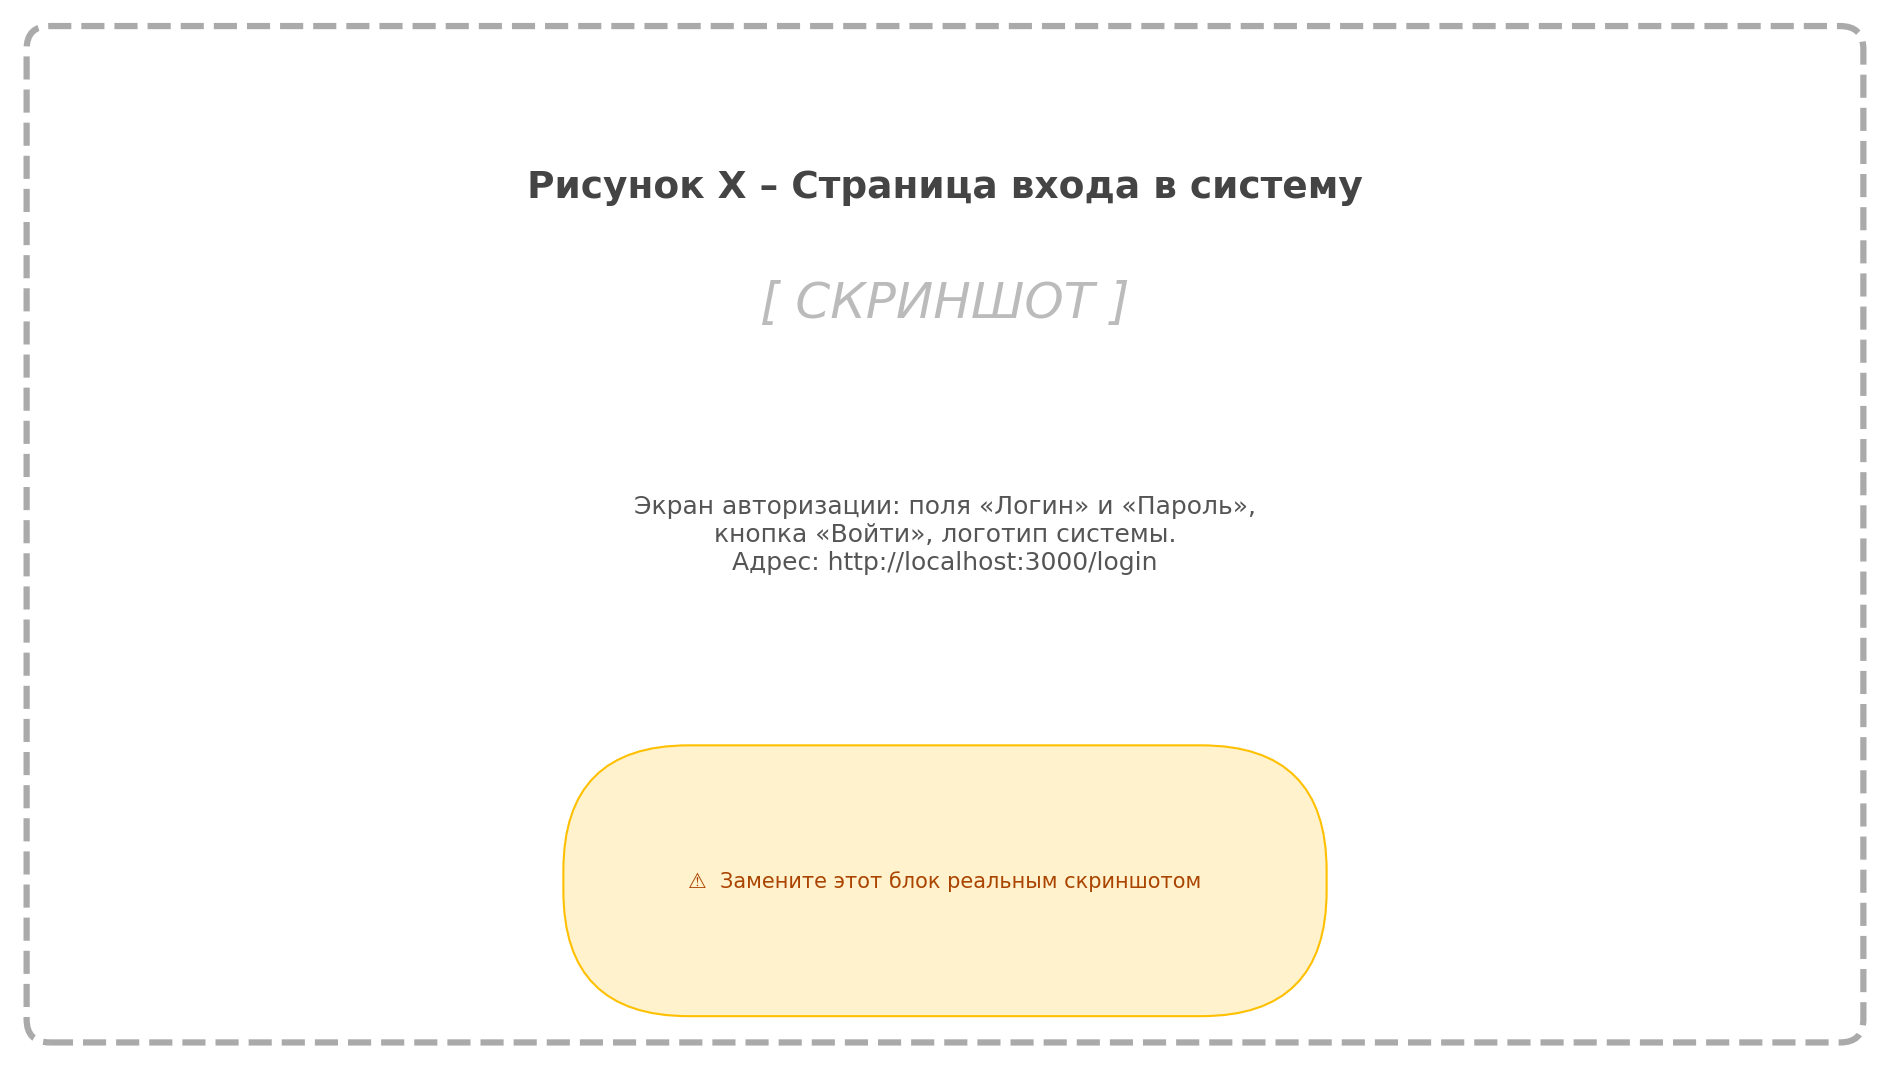 Рисунок X – Страница входа в систему
[ СКРИНШОТ ]
Экран авторизации: поля «Логин» и «Пароль»,
кнопка «Войти», логотип системы.
Адрес: http://localhost:3000/login
⚠ Замените этот блок реальным скриншотом